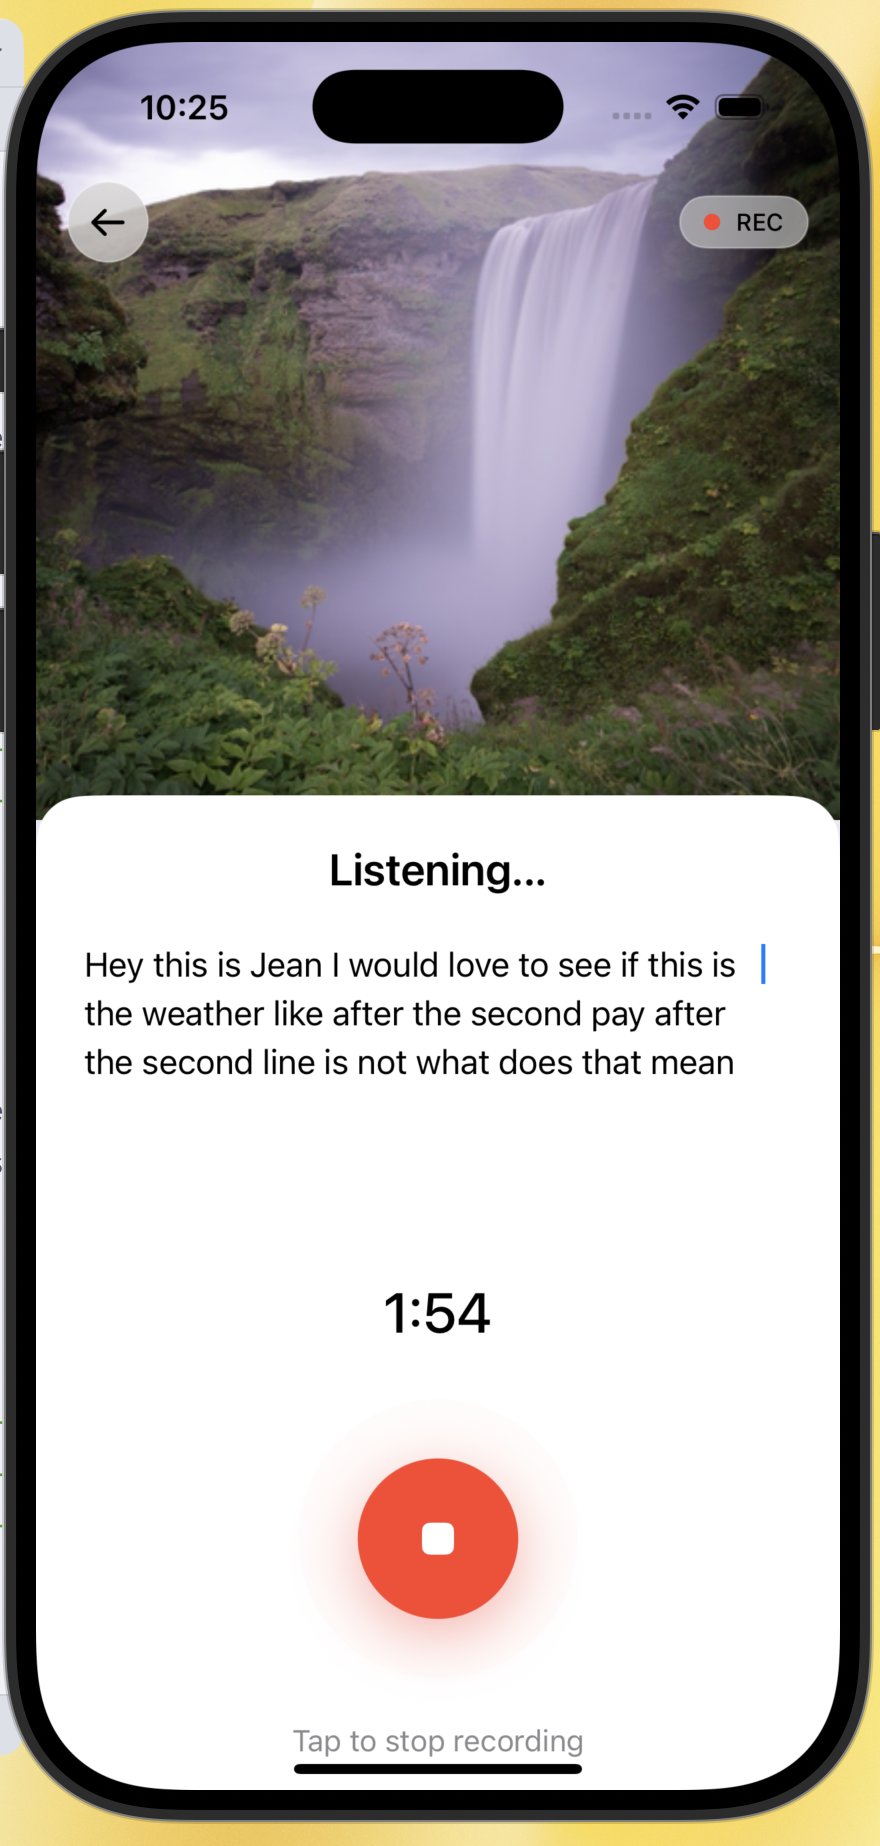 10:25
REC
Listening...
Hey this is Jean I would love to see if this is
the weather like after the second pay after
the second line is not what does that mean
1:54
Tap to stop recording